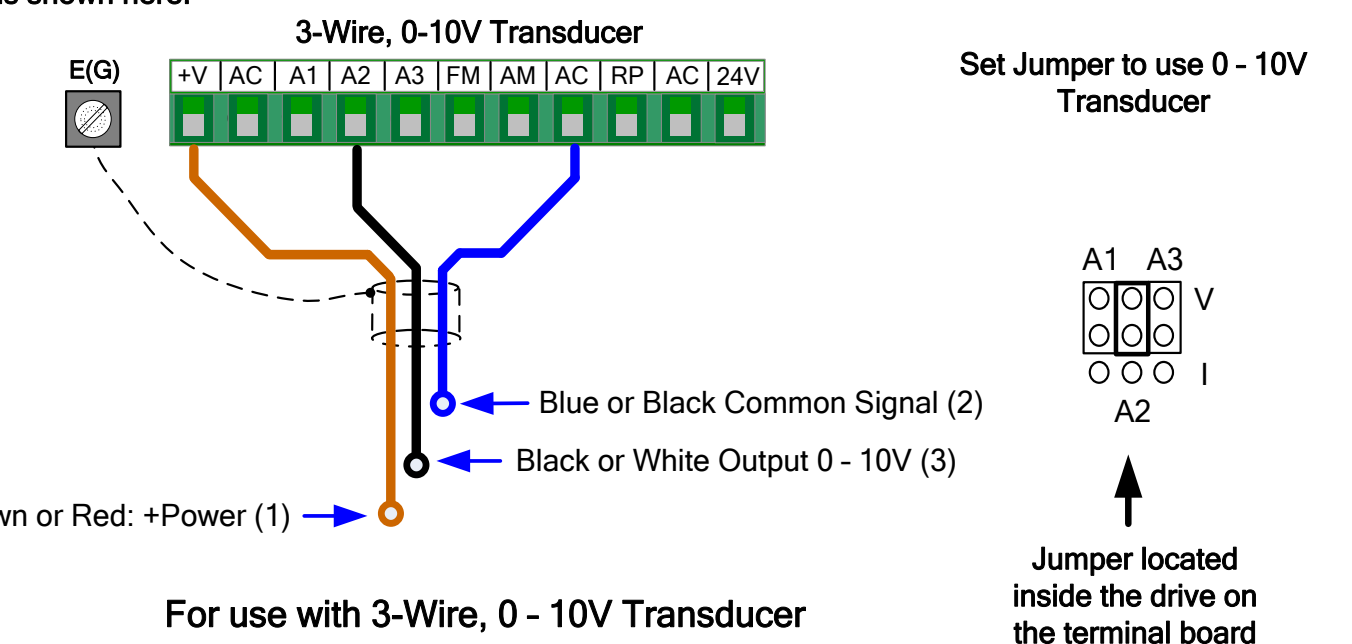 shown here.
3-Wire, 0-10V Transducer
E(G)
+V AC A1 A2 A3 FM AM AC RP AC 24V
Set Jumper to use 0 - 10V
Transducer
A1 A3
V
I
A2
Blue or Black Common Signal (2)
Black or White Output 0 - 10V (3)
or Red: +Power (1)
For use with 3-Wire, 0 - 10V Transducer
Jumper located
inside the drive on
the terminal board